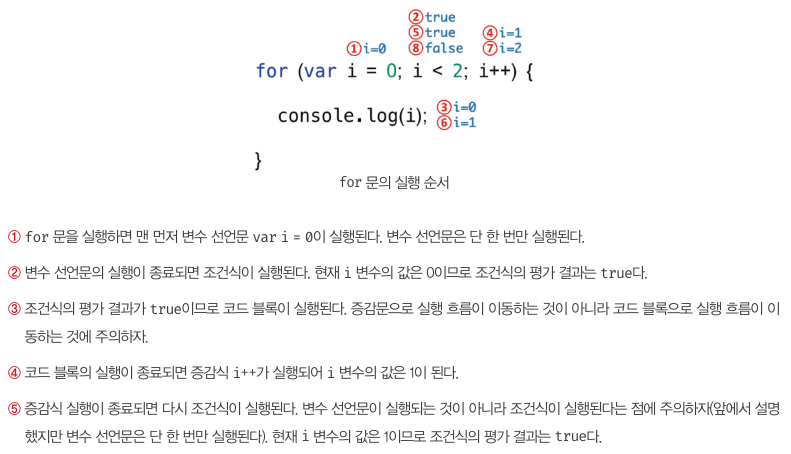 ②true
⑤true ④i=1
①i=0 ⑧false ⑦i=2
for (var i = 0; i < 2; i++) {
console.log(i); ③i=0
⑥i=1
}
for 문의 실행 순서
① for 문을 실행하면 맨 먼저 변수 선언문 var i = 0이 실행된다. 변수 선언문은 단 한 번만 실행된다.
② 변수 선언문의 실행이 종료되면 조건식이 실행된다. 현재 i 변수의 값은 0이므로 조건식의 평가 결과는 true다.
③ 조건식의 평가 결과가 true이므로 코드 블록이 실행된다. 증감문으로 실행 흐름이 이동하는 것이 아니라 코드 블록으로 실행 흐름이 이
동하는 것에 주의하자.
④ 코드 블록의 실행이 종료되면 증감식 i++가 실행되어 i 변수의 값은 1이 된다.
⑤ 증감식 실행이 종료되면 다시 조건식이 실행된다. 변수 선언문이 실행되는 것이 아니라 조건식이 실행된다는 점에 주의하자(앞에서 설명
했지만 변수 선언문은 단 한 번만 실행된다). 현재 i 변수의 값은 1이므로 조건식의 평가 결과는 true다.